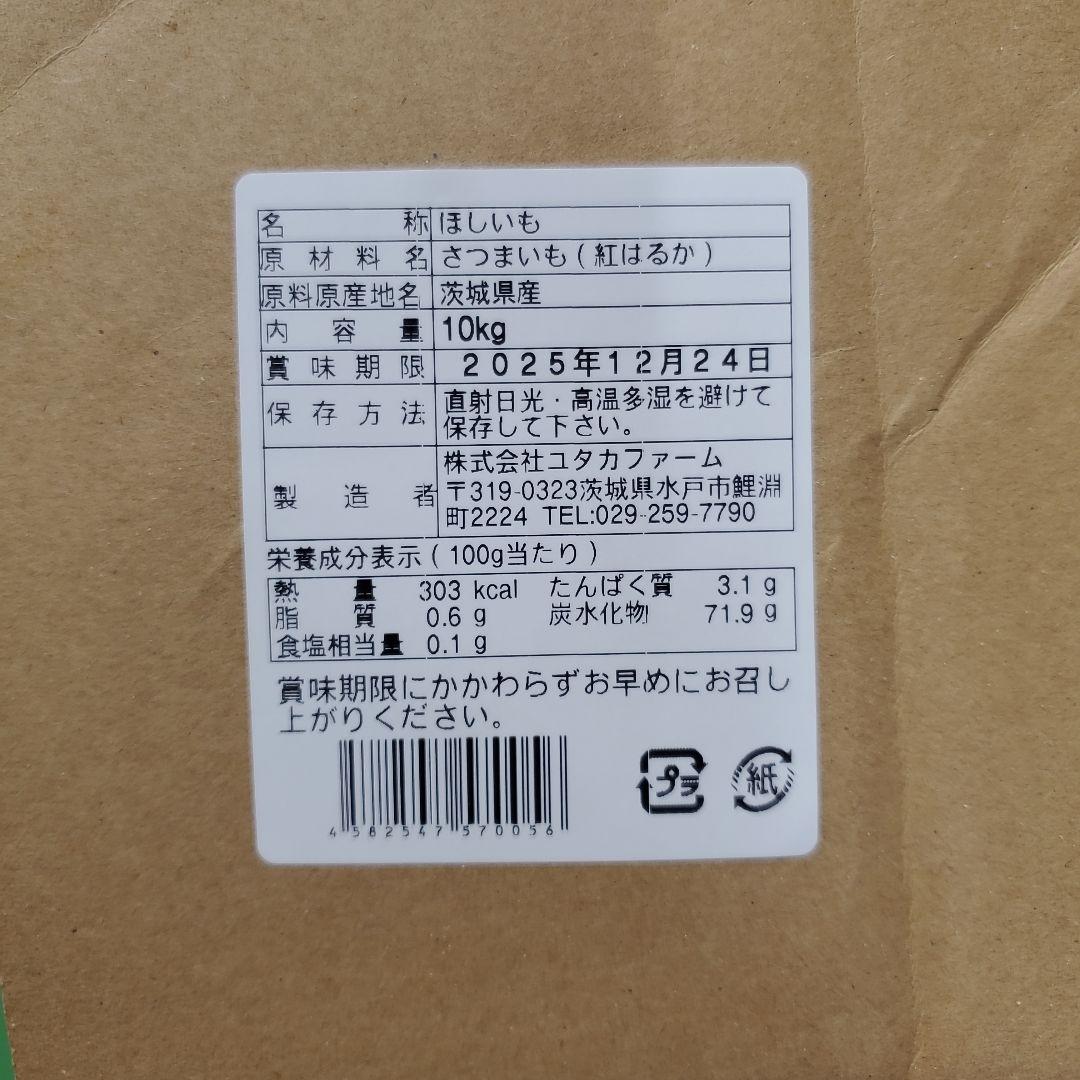 名称 ほしいも
原材料名 さつまいも(紅はるか)
原料原産地名 茨城県産
内容量 10kg
賞味期限 2025年12月24日
保存方法 直射日光・高温多湿を避けて
保存して下さい。
製造者 株式会社ユタカファーム
〒319-0323茨城県水戸市鯉淵
町2224 TEL:029-259-7790
栄養成分表示(100g当たり)
熱量 303 kcal たんぱく質 3.1 g
脂質 0.6 g 炭水化物 71.9 g
食塩相当量 0.1 g
賞味期限にかかわらずお早めにお召し
上がりください。
4582547570056
プラ
紙